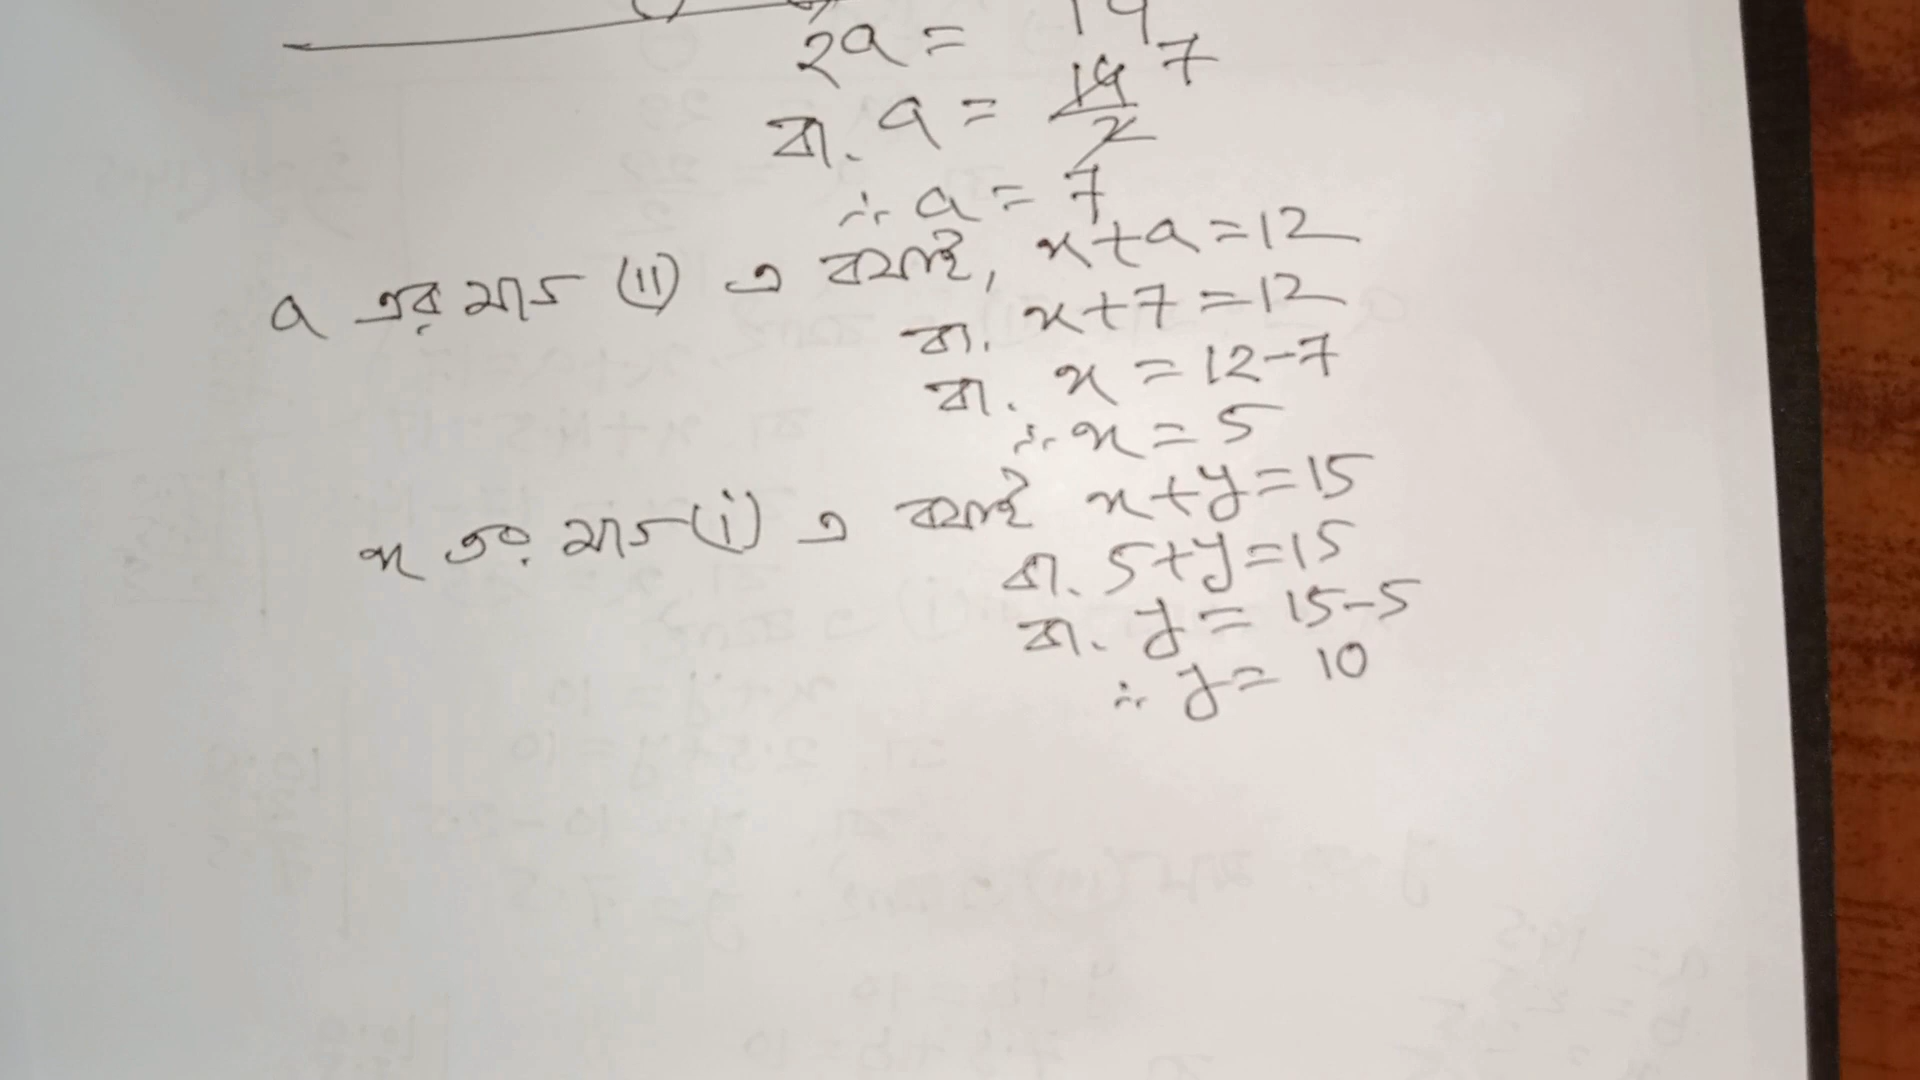 2a = 14
বা. a = 14/2 7
∴ a = 7
a এর মান (ii) এ বসাই, x+a=12
বা. x+7=12
বা. x = 12-7
∴ x = 5
x এর মান (i) এ বসাই x+y=15
বা. 5+y=15
বা. y = 15-5
∴ y = 10